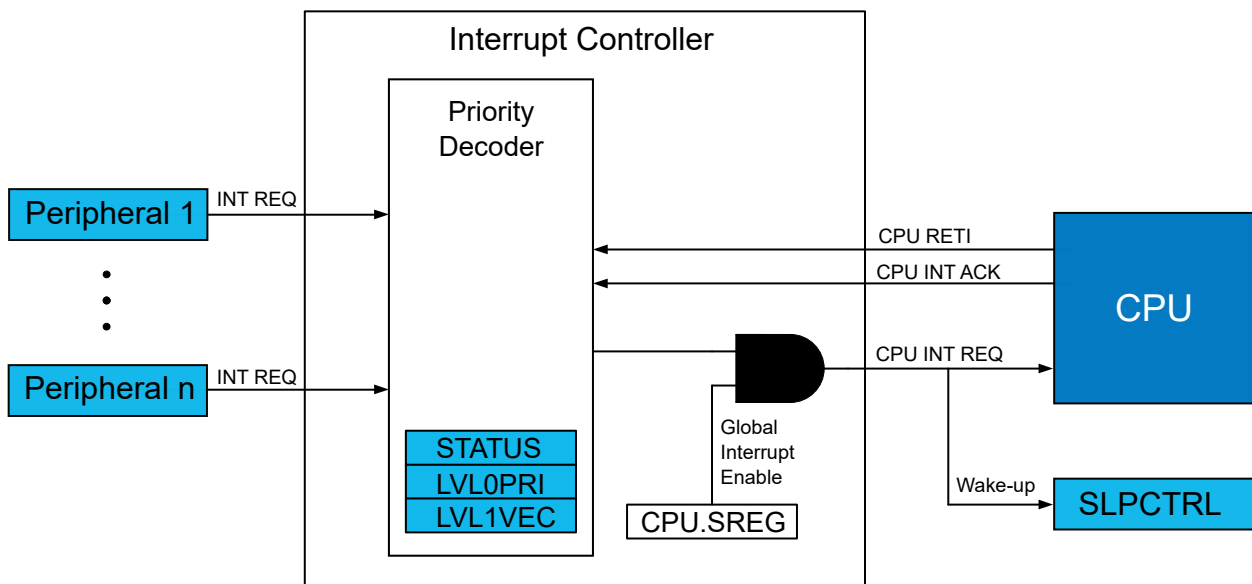 Interrupt Controller
Priority
Decoder
Peripheral 1
INT REQ
Peripheral n
INT REQ
STATUS
LVL0PRI
LVL1VEC
CPU RETI
CPU INT ACK
CPU INT REQ
CPU
Global
Interrupt
Enable
CPU.SREG
Wake-up
SLPCTRL